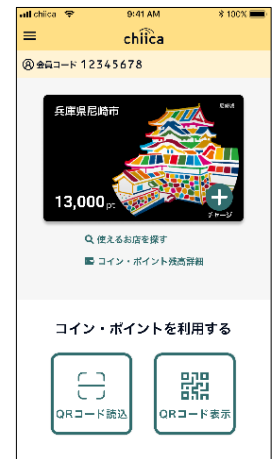 chiica 9:41 AM 100%
chiica
会員コード 12345678
兵庫県尼崎市
13,000 pt
チャージ
使えるお店を探す
コイン・ポイント残高詳細
コイン・ポイントを利用する
QRコード読込 QRコード表示